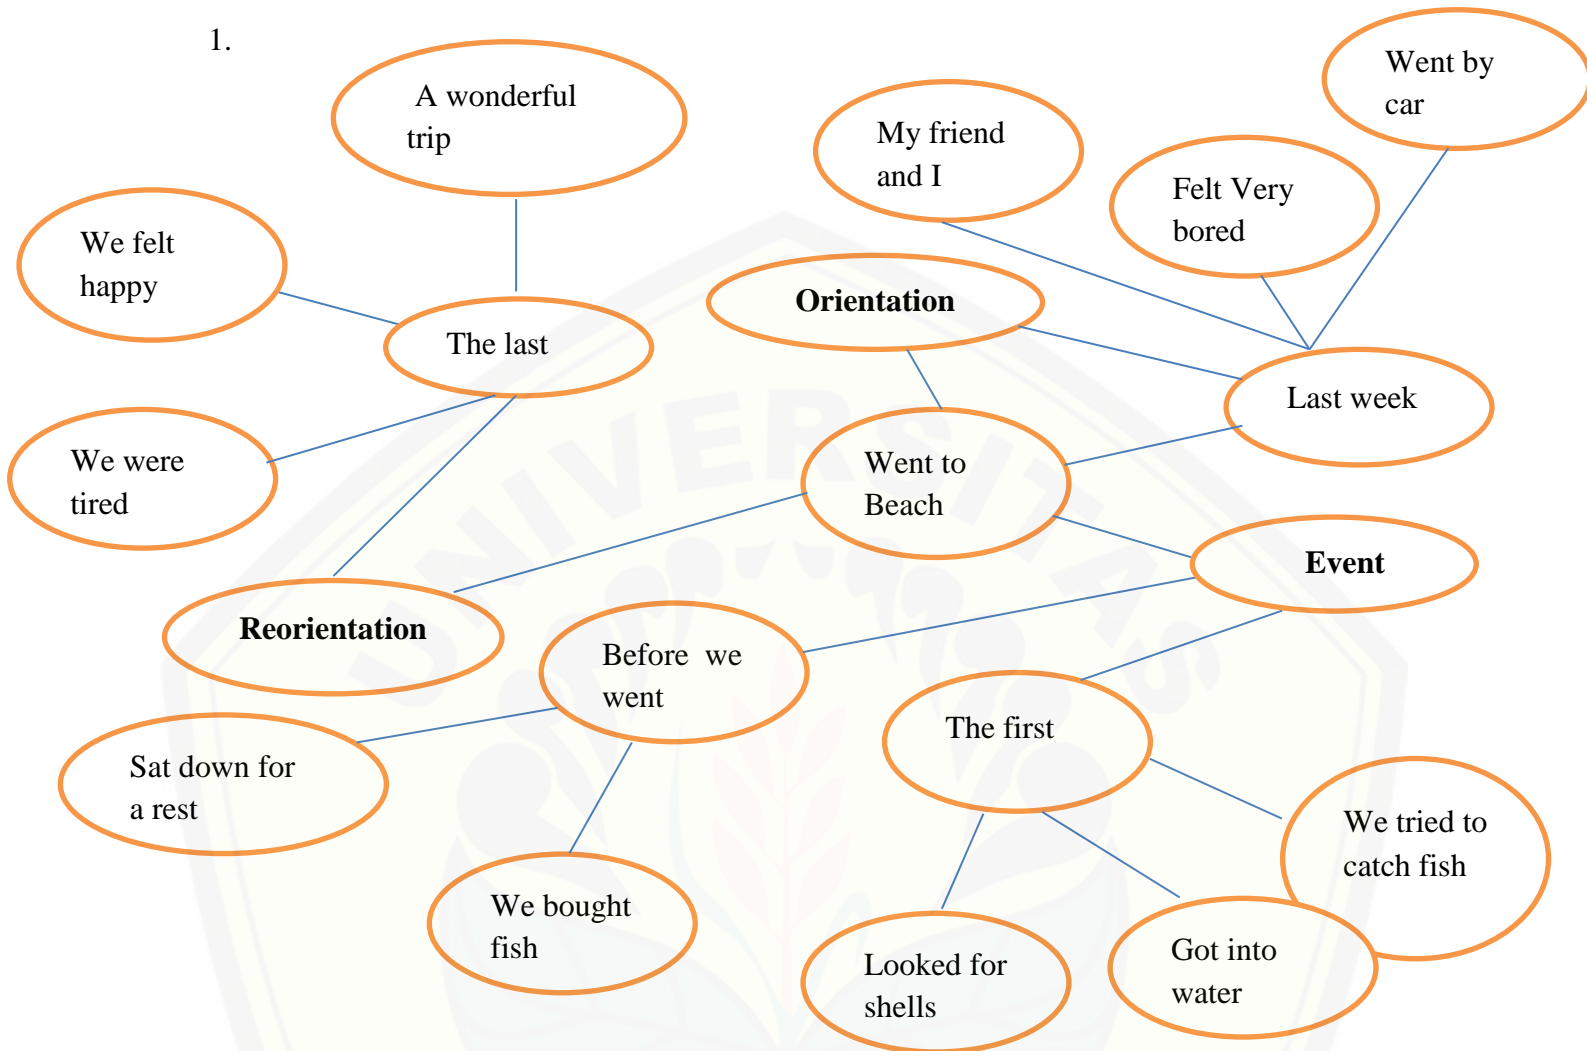 1.
A wonderful
trip
Went by
car
My friend
and I
Felt Very
bored
We felt
happy
Orientation
The last
Last week
We were
tired
Went to
Beach
Event
Reorientation
Before we
went
The first
Sat down for
a rest
We tried to
catch fish
We bought
fish
Looked for
shells
Got into
water
UNIVERSITAS